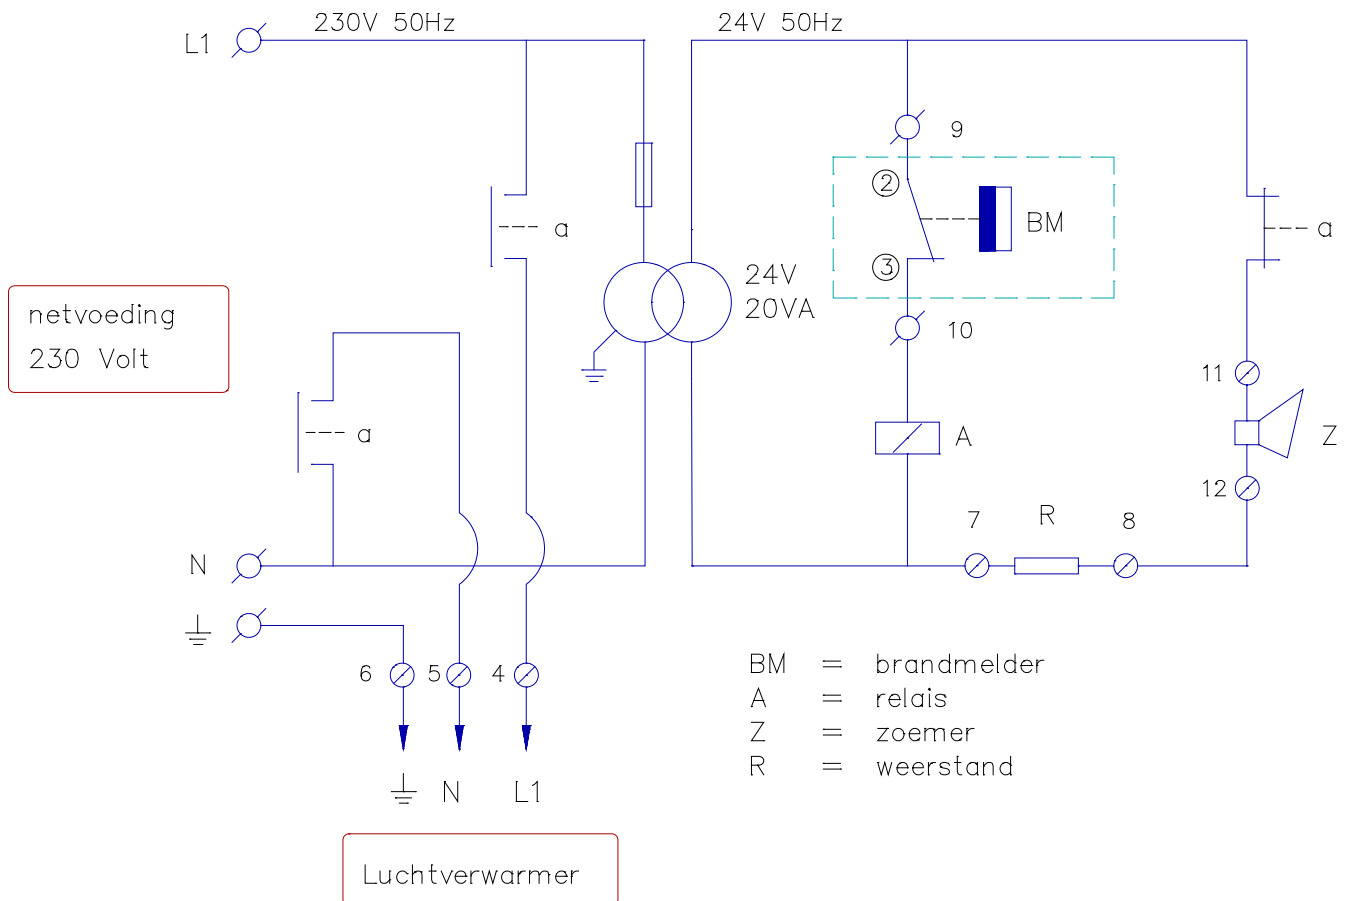 230V 50Hz
24V 50Hz
L1
9
2
BM
a
a
3
24V
20VA
netvoeding
230 Volt
10
11
a
A
Z
12
7
R
8
N
6
5
4
BM = brandmelder
A = relais
Z = zoemer
R = weerstand
N
L1
Luchtverwarmer